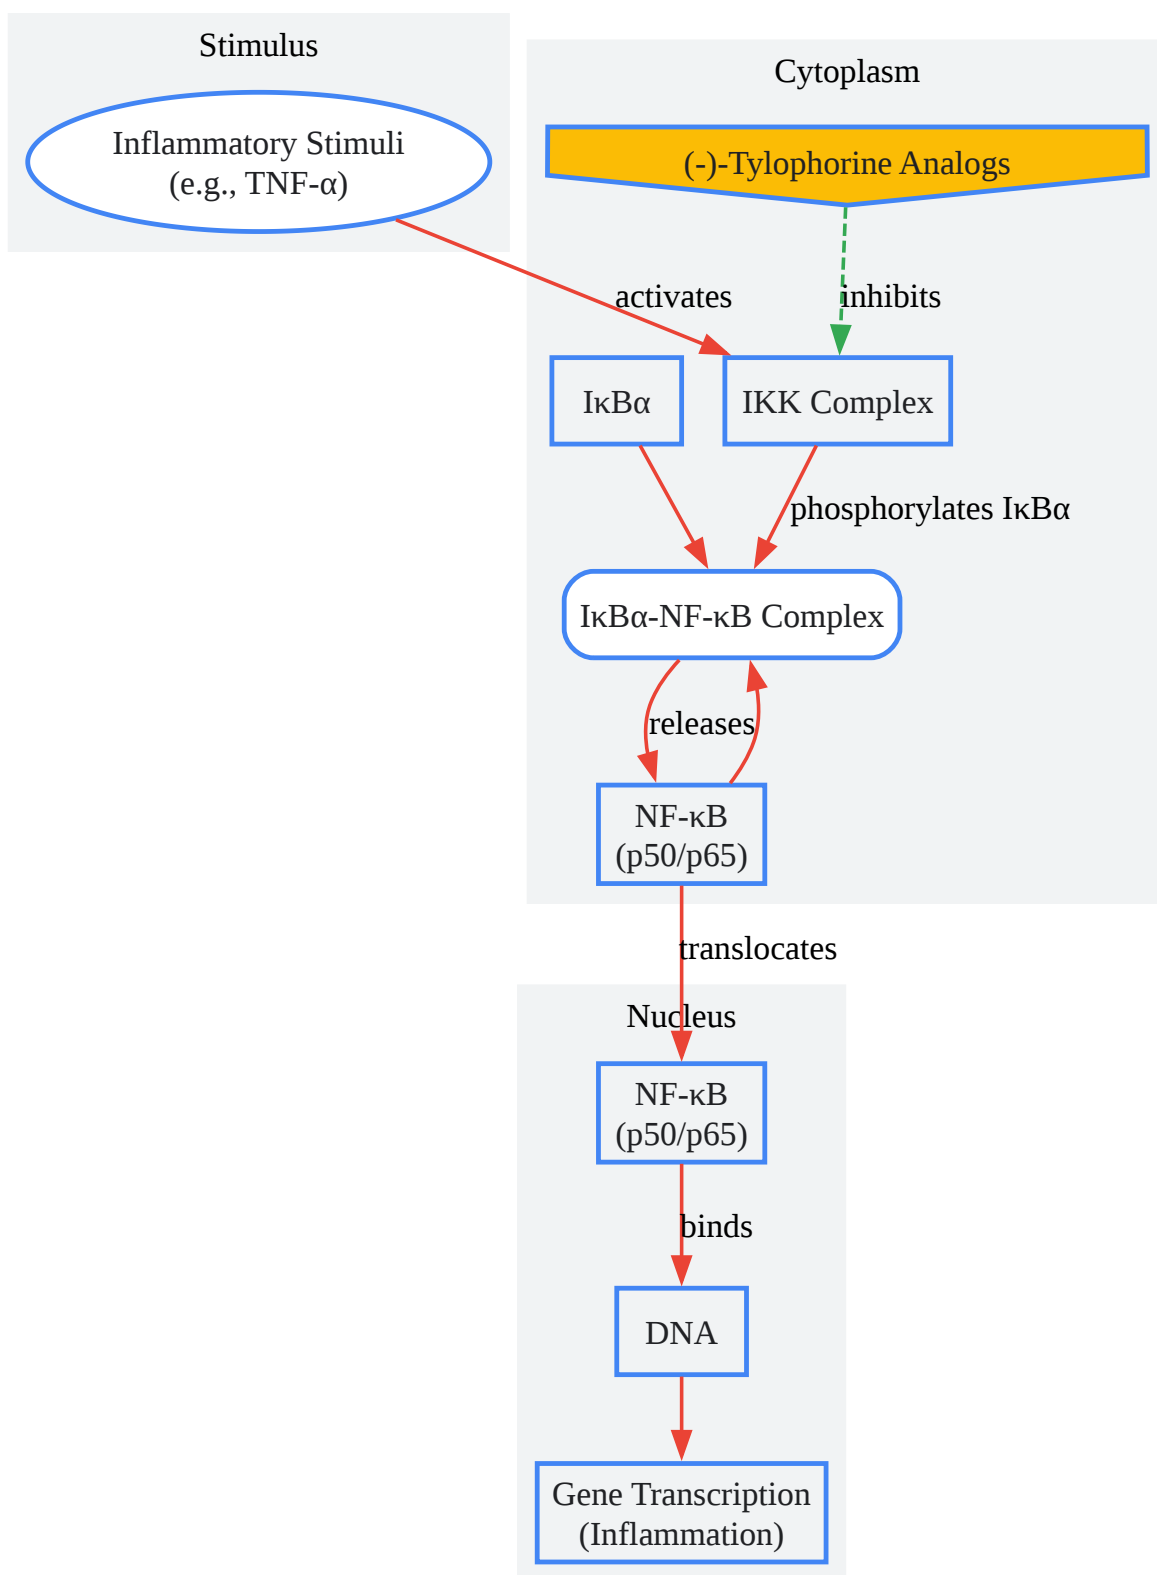 Stimulus
Inflammatory Stimuli
(e.g., TNF-α)
Cytoplasm
(-)-Tylophorine Analogs
activates
inhibits
IκBα
IKK Complex
phosphorylates IκBα
IκBα-NF-κB Complex
releases
NF-κB
(p50/p65)
translocates
Nucleus
NF-κB
(p50/p65)
binds
DNA
Gene Transcription
(Inflammation)